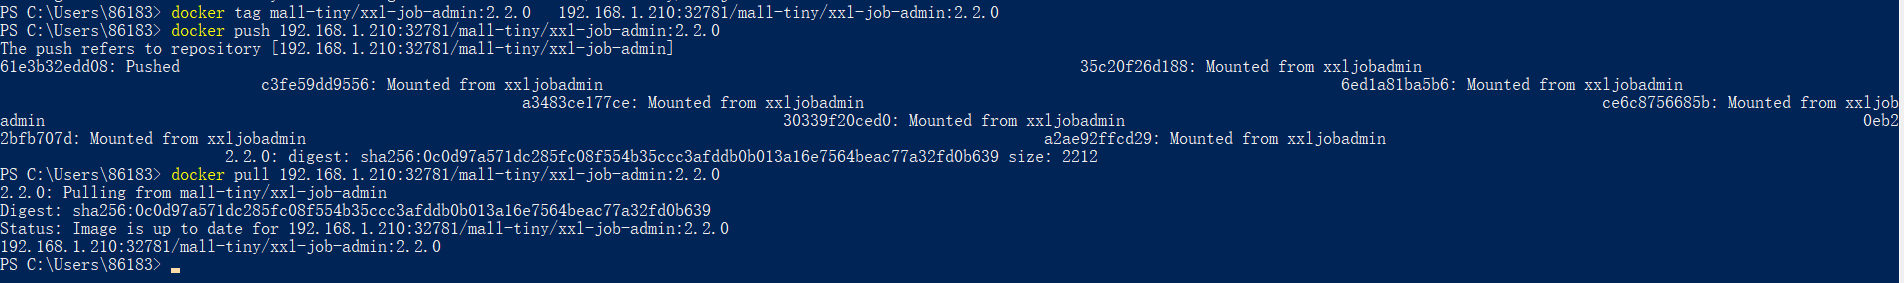 PS C:\Users\86183> docker tag mall-tiny/xxl-job-admin:2.2.0   192.168.1.210:32781/mall-tiny/xxl-job-admin:2.2.0
PS C:\Users\86183> docker push 192.168.1.210:32781/mall-tiny/xxl-job-admin:2.2.0
The push refers to repository [192.168.1.210:32781/mall-tiny/xxl-job-admin]
61e3b32edd08: Pushed 35c20f26d188: Mounted from xxljobadmin
c3fe59dd9556: Mounted from xxljobadmin 6ed1a81ba5b6: Mounted from xxljobadmin
a3483ce177ce: Mounted from xxljobadmin ce6c8756685b: Mounted from xxljob
admin 30339f20ced0: Mounted from xxljobadmin 0eb2
2bfb707d: Mounted from xxljobadmin a2ae92ffcd29: Mounted from xxljobadmin
2.2.0: digest: sha256:0c0d97a571dc285fc08f554b35ccc3afddb0b013a16e7564beac77a32fd0b639 size: 2212
PS C:\Users\86183> docker pull 192.168.1.210:32781/mall-tiny/xxl-job-admin:2.2.0
2.2.0: Pulling from mall-tiny/xxl-job-admin
Digest: sha256:0c0d97a571dc285fc08f554b35ccc3afddb0b013a16e7564beac77a32fd0b639
Status: Image is up to date for 192.168.1.210:32781/mall-tiny/xxl-job-admin:2.2.0
192.168.1.210:32781/mall-tiny/xxl-job-admin:2.2.0
PS C:\Users\86183>